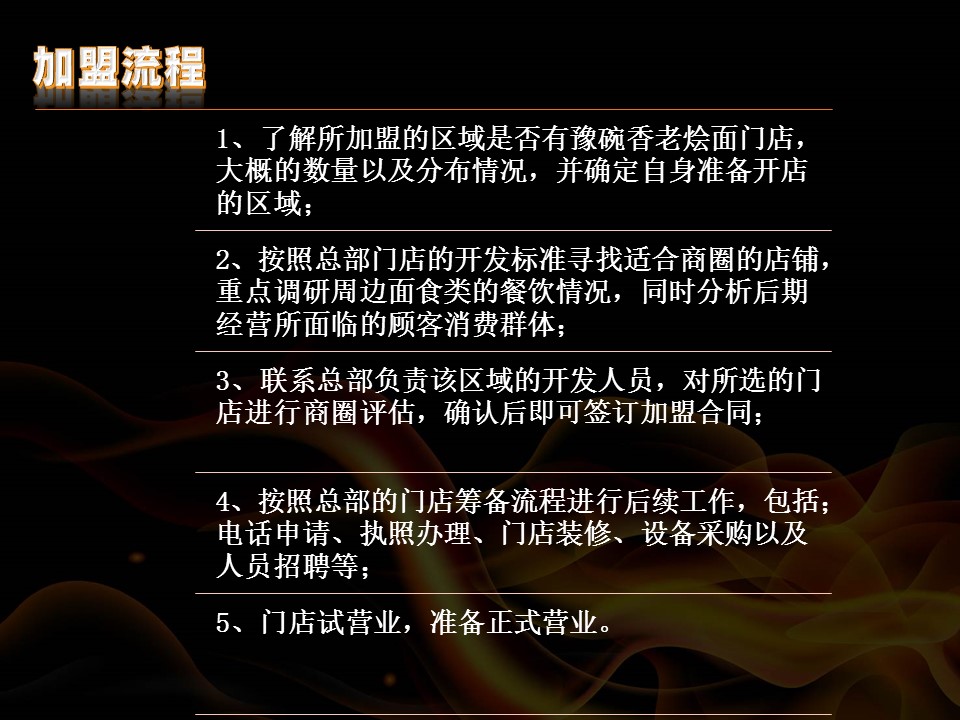 加盟流程
1、了解所加盟的区域是否有豫碗香老烩面门店，
大概的数量以及分布情况，并确定自身准备开店
的区域；
2、按照总部门店的开发标准寻找适合商圈的店铺，
重点调研周边面食类的餐饮情况，同时分析后期
经营所面临的顾客消费群体；
3、联系总部负责该区域的开发人员，对所选的门
店进行商圈评估，确认后即可签订加盟合同；
4、按照总部的门店筹备流程进行后续工作，包括；
电话申请、执照办理、门店装修、设备采购以及
人员招聘等；
5、门店试营业，准备正式营业。